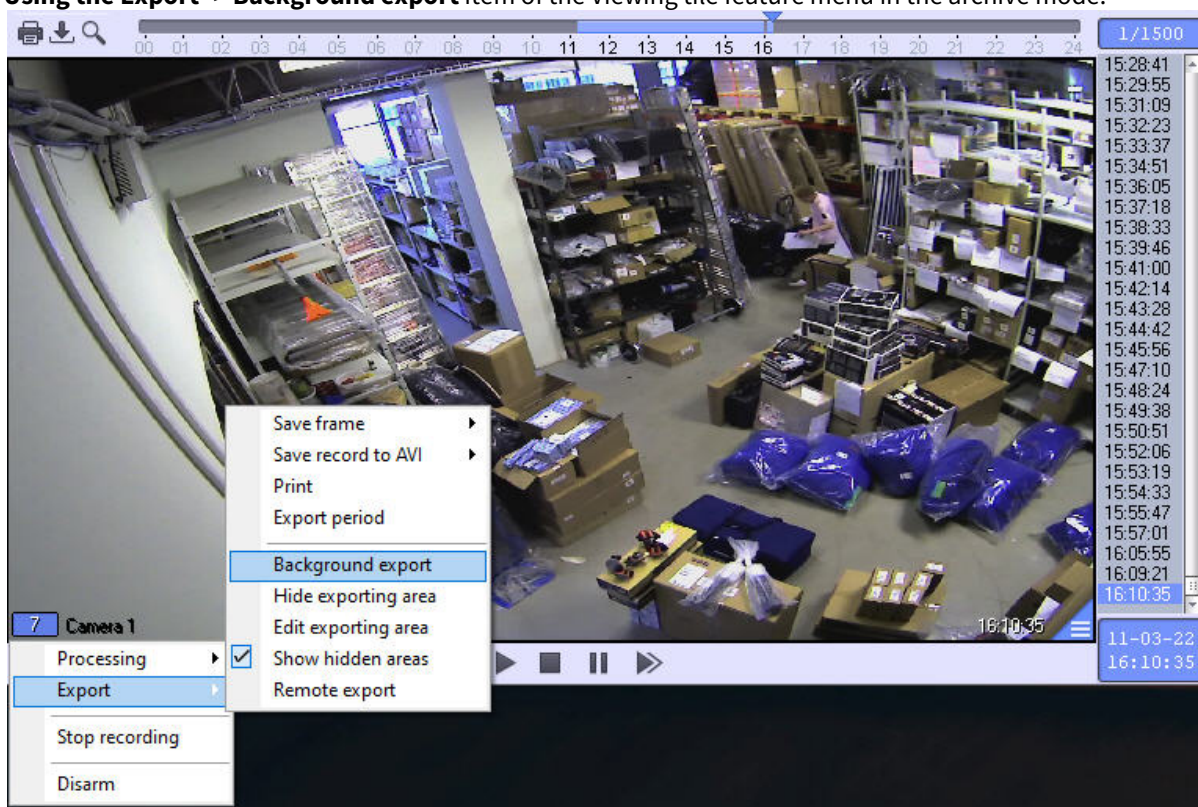 Using the Export -> Background export item of the viewing tile feature menu in the archive mode.
00 01 02 03 04 05 06 07 08 09 10 11 12 13 14 15 16 17 18 19 20 21 22 23 24
1/1500
15:28:41
15:29:55
15:31:09
15:32:23
15:33:37
15:34:51
15:36:05
15:37:18
15:38:33
15:39:46
15:41:00
15:42:14
15:43:28
15:44:42
15:45:56
15:47:10
15:48:24
15:49:38
15:50:51
15:52:06
15:53:19
15:54:33
15:55:47
15:57:01
16:05:55
16:09:21
16:10:35
Save frame
Save record to AVI
Print
Export period
Background export
Hide exporting area
Edit exporting area
Show hidden areas
Remote export
7 Camera 1
16:10:35
Processing
Export
Stop recording
Disarm
11-03-22
16:10:35